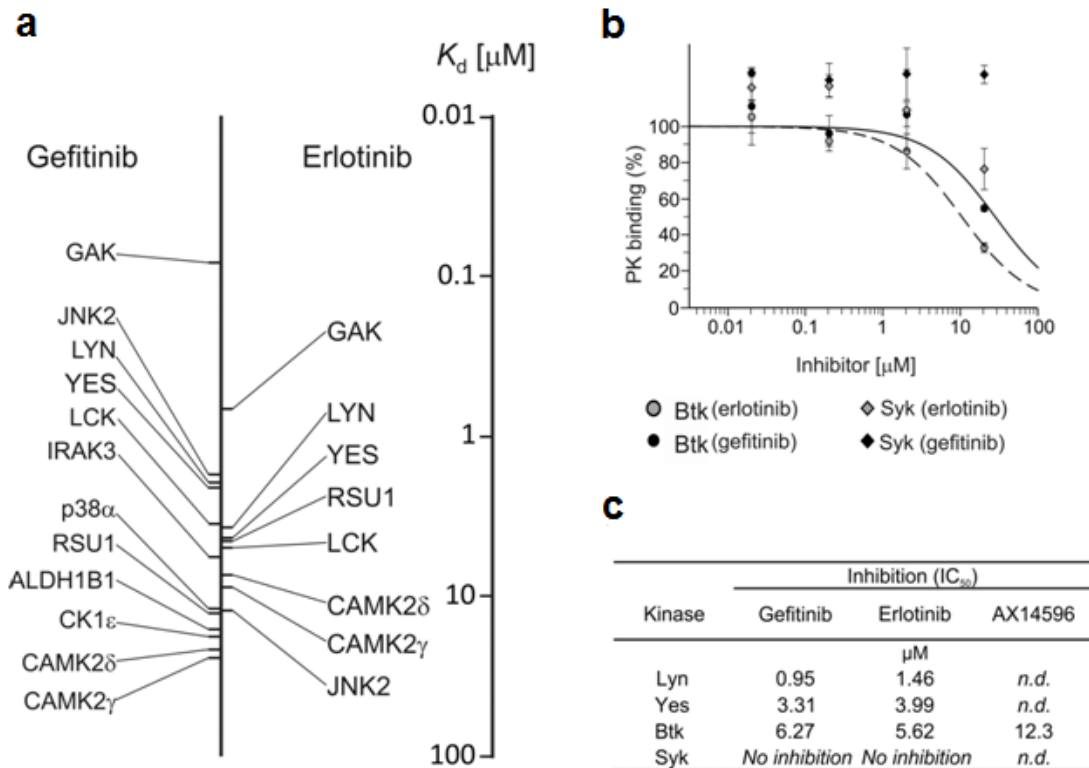 a
Kd [μM]
Gefitinib
Erlotinib
GAK
JNK2
LYN
YES
LCK
IRAK3
p38α
RSU1
ALDH1B1
CK1ε
CAMK2δ
CAMK2γ
GAK
LYN
YES
RSU1
LCK
CAMK2δ
CAMK2γ
JNK2
0.01
0.1
1
10
100
b
PK binding (%)
100
80
60
40
20
0
0.01 0.1 1 10 100
Inhibitor [μM]
Btk (erlotinib) Syk (erlotinib)
Btk (gefitinib) Syk (gefitinib)
c
Inhibition (IC50)
Kinase Gefitinib Erlotinib AX14596
μM
Lyn 0.95 1.46 n.d.
Yes 3.31 3.99 n.d.
Btk 6.27 5.62 12.3
Syk No inhibition No inhibition n.d.